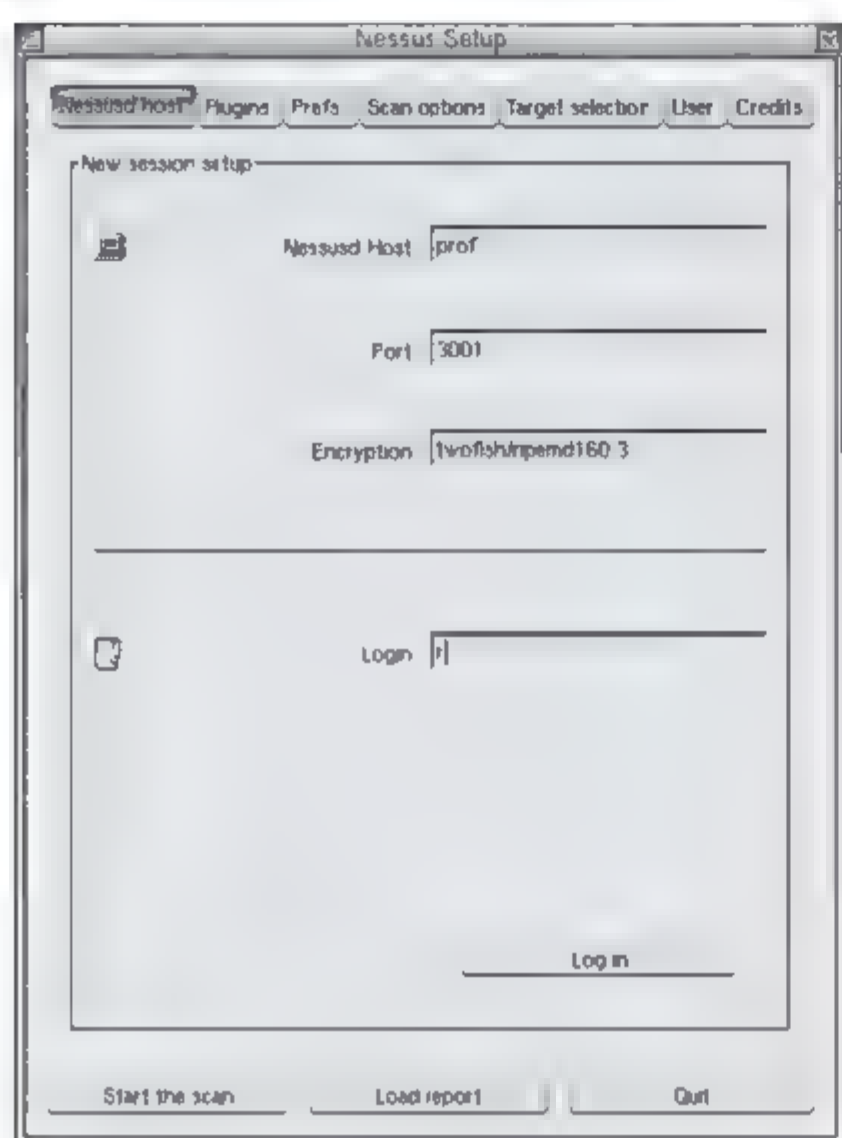 Nessus Setup
Nessusd host Plugins Prefs Scan options Target selection User Credits
New session setup
Nessusd Host prof
Port 3001
Encryption twofish/ripemd160 3
Login r
Log in
Start the scan Load report Quit